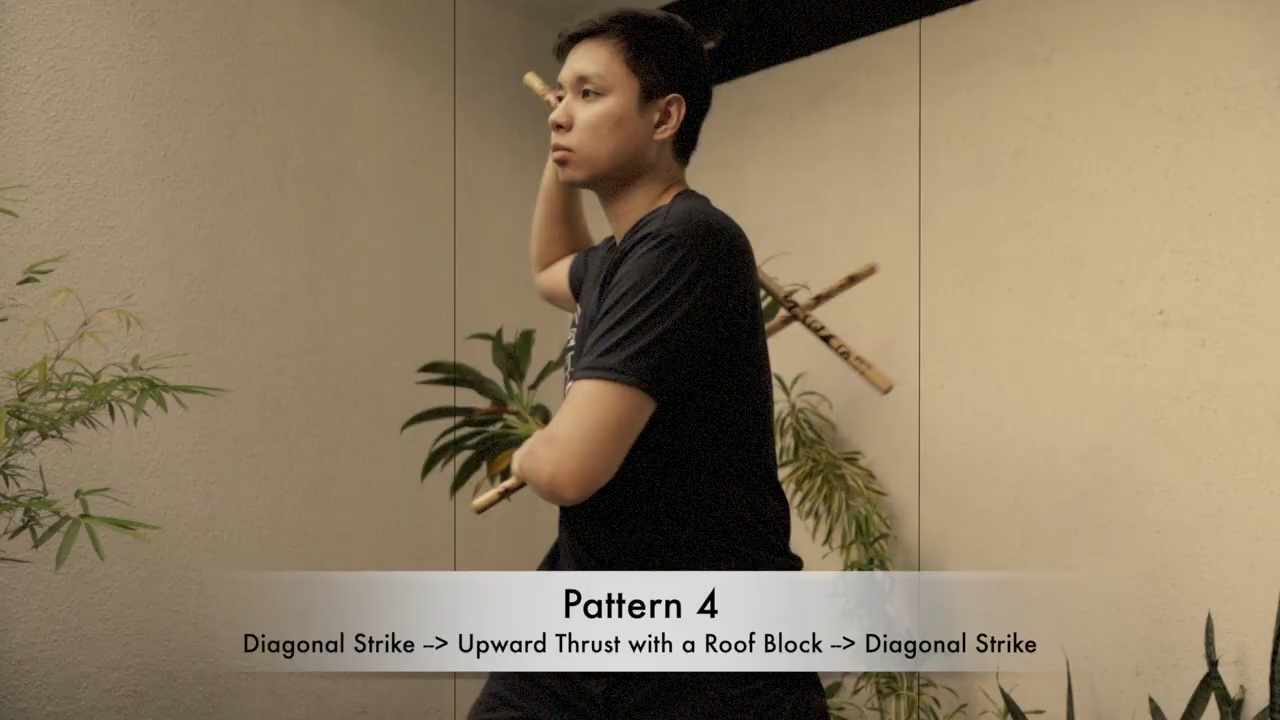 Pattern 4
Diagonal Strike --> Upward Thrust with a Roof Block --> Diagonal Strike